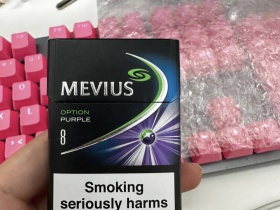 MEVIUS
OPTION
PURPLE
8
Smoking
seriously harms